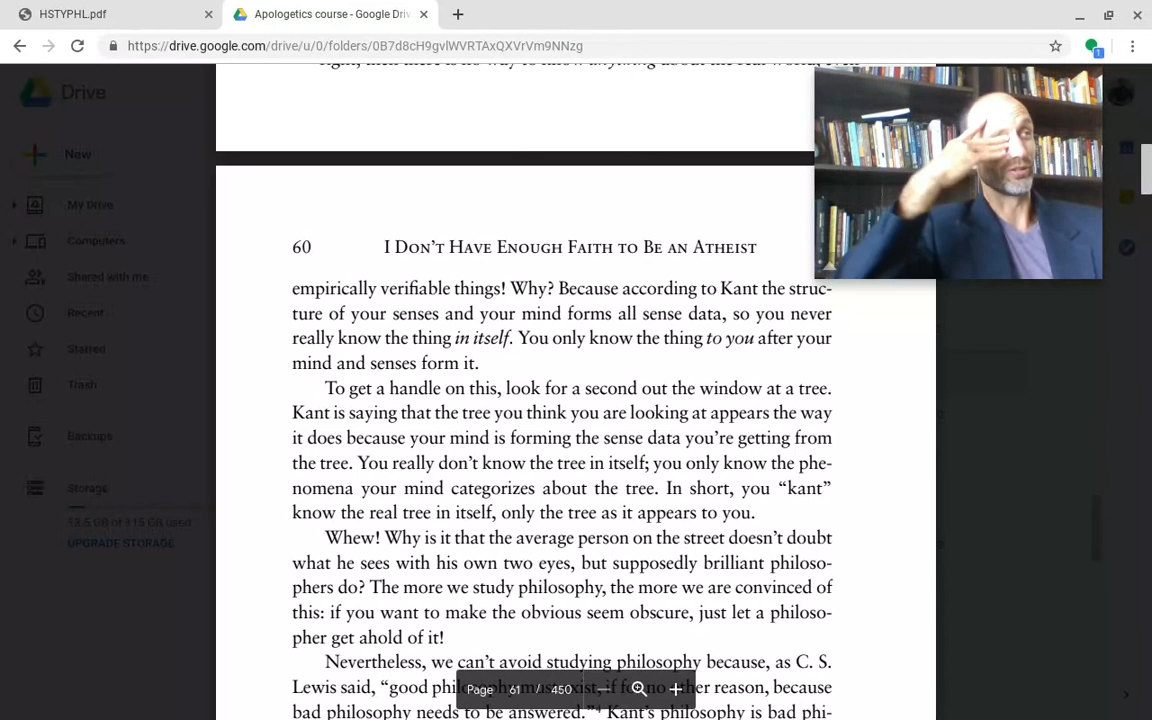 HSTYPHL.pdf
Apologetics course - Google Driv
https://drive.google.com/drive/u/0/folders/0B7d8cH9gvlWVRTAxQXVrVm9NNzg
1
Drive
New
My Drive
Computers
Shared with me
Recent
Starred
Trash
Backups
Storage
UPGRADE STORAGE
60 I DON'T HAVE ENOUGH FAITH TO BE AN ATHEIST
empirically verifiable things! Why? Because according to Kant the struc-
ture of your senses and your mind forms all sense data, so you never
really know the thing in itself. You only know the thing to you after your
mind and senses form it.
To get a handle on this, look for a second out the window at a tree.
Kant is saying that the tree you think you are looking at appears the way
it does because your mind is forming the sense data you're getting from
the tree. You really don't know the tree in itself; you only know the phe-
nomena your mind categorizes about the tree. In short, you “kant”
know the real tree in itself, only the tree as it appears to you.
Whew! Why is it that the average person on the street doesn't doubt
what he sees with his own two eyes, but supposedly brilliant philoso-
phers do? The more we study philosophy, the more we are convinced of
this: if you want to make the obvious seem obscure, just let a philoso-
pher get ahold of it!
Nevertheless, we can't avoid studying philosophy because, as C. S.
Lewis said, “good philosophy must exist, if for no other reason, because
bad philosophy needs to be answered.”4 Kant's philosophy is bad phi-
Page 61 / 450